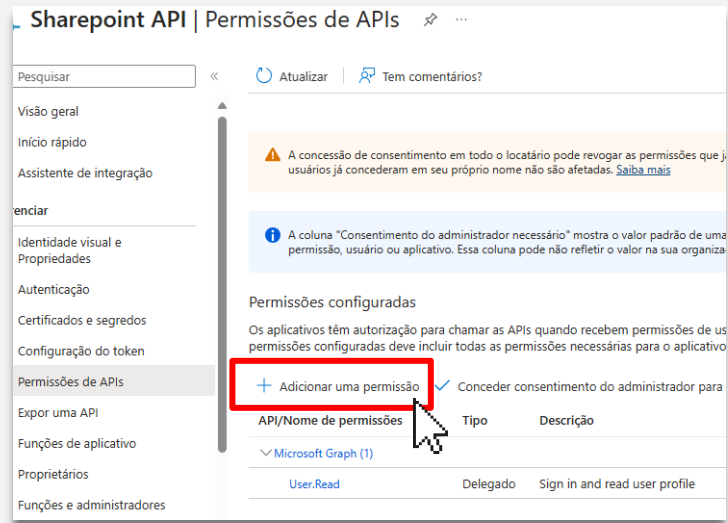 Sharepoint API | Permissões de APIs
Pesquisar
Visão geral
Início rápido
Assistente de integração
enciar
Identidade visual e
Propriedades
Autenticação
Certificados e segredos
Configuração do token
Permissões de APIs
Expor uma API
Funções de aplicativo
Proprietários
Funções e administradores
Atualizar
Tem comentários?
A concessão de consentimento em todo o locatário pode revogar as permissões que j
usuários já concederam em seu próprio nome não são afetadas. Saiba mais
A coluna "Consentimento do administrador necessário" mostra o valor padrão de uma
permissão, usuário ou aplicativo. Essa coluna pode não refletir o valor na sua organiza
Permissões configuradas
Os aplicativos têm autorização para chamar as APIs quando recebem permissões de us
permissões configuradas deve incluir todas as permissões necessárias para o aplicativo
Adicionar uma permissão
Conceder consentimento do administrador para
API/Nome de permissões Tipo Descrição
Microsoft Graph (1)
User.Read Delegado Sign in and read user profile